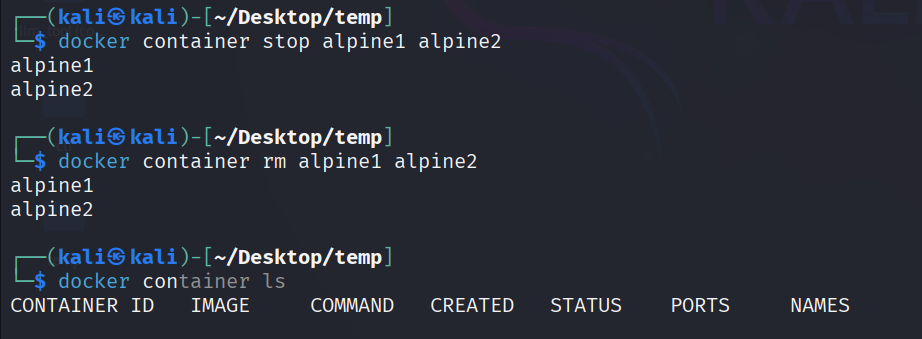 ┌──(kali㉿kali)-[~/Desktop/temp]
└─$ docker container stop alpine1 alpine2
alpine1
alpine2
┌──(kali㉿kali)-[~/Desktop/temp]
└─$ docker container rm alpine1 alpine2
alpine1
alpine2
┌──(kali㉿kali)-[~/Desktop/temp]
└─$ docker container ls
CONTAINER ID   IMAGE     COMMAND   CREATED   STATUS    PORTS     NAMES